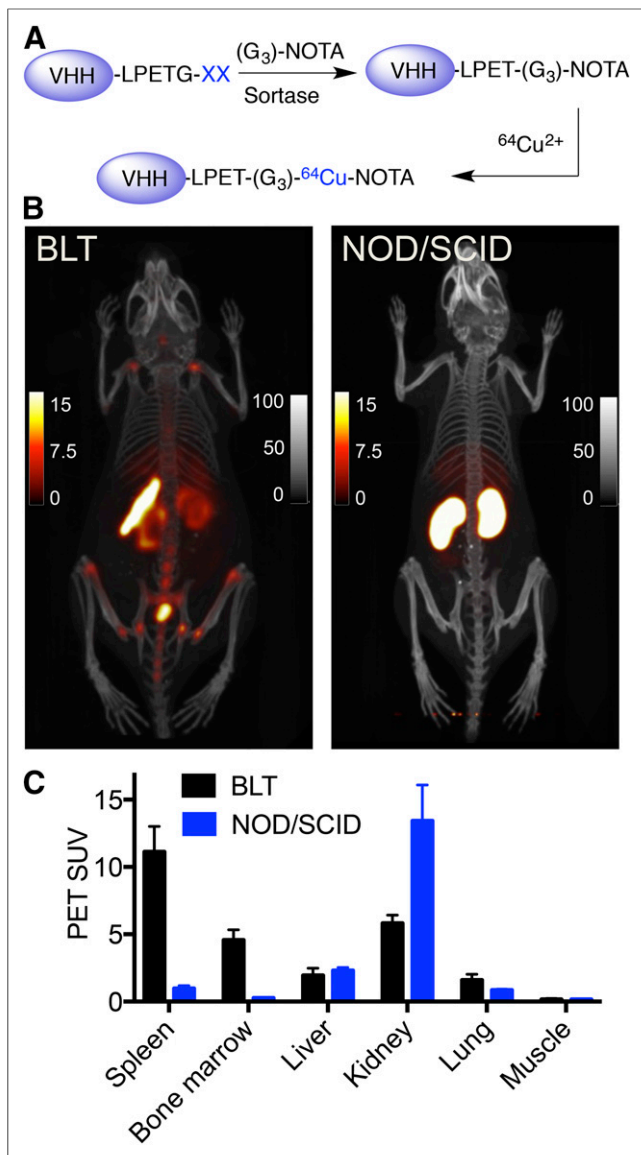 A
VHH -LPETG-XX (G₃)-NOTA Sortase VHH -LPET-(G₃)-NOTA
⁶⁴Cu²⁺
VHH -LPET-(G₃)-⁶⁴Cu-NOTA
B
BLT
15
7.5
0
100
50
0
NOD/SCID
15
7.5
0
100
50
0
C
BLT
NOD/SCID
PET SUV
15
10
5
0
Spleen
Bone marrow
Liver
Kidney
Lung
Muscle